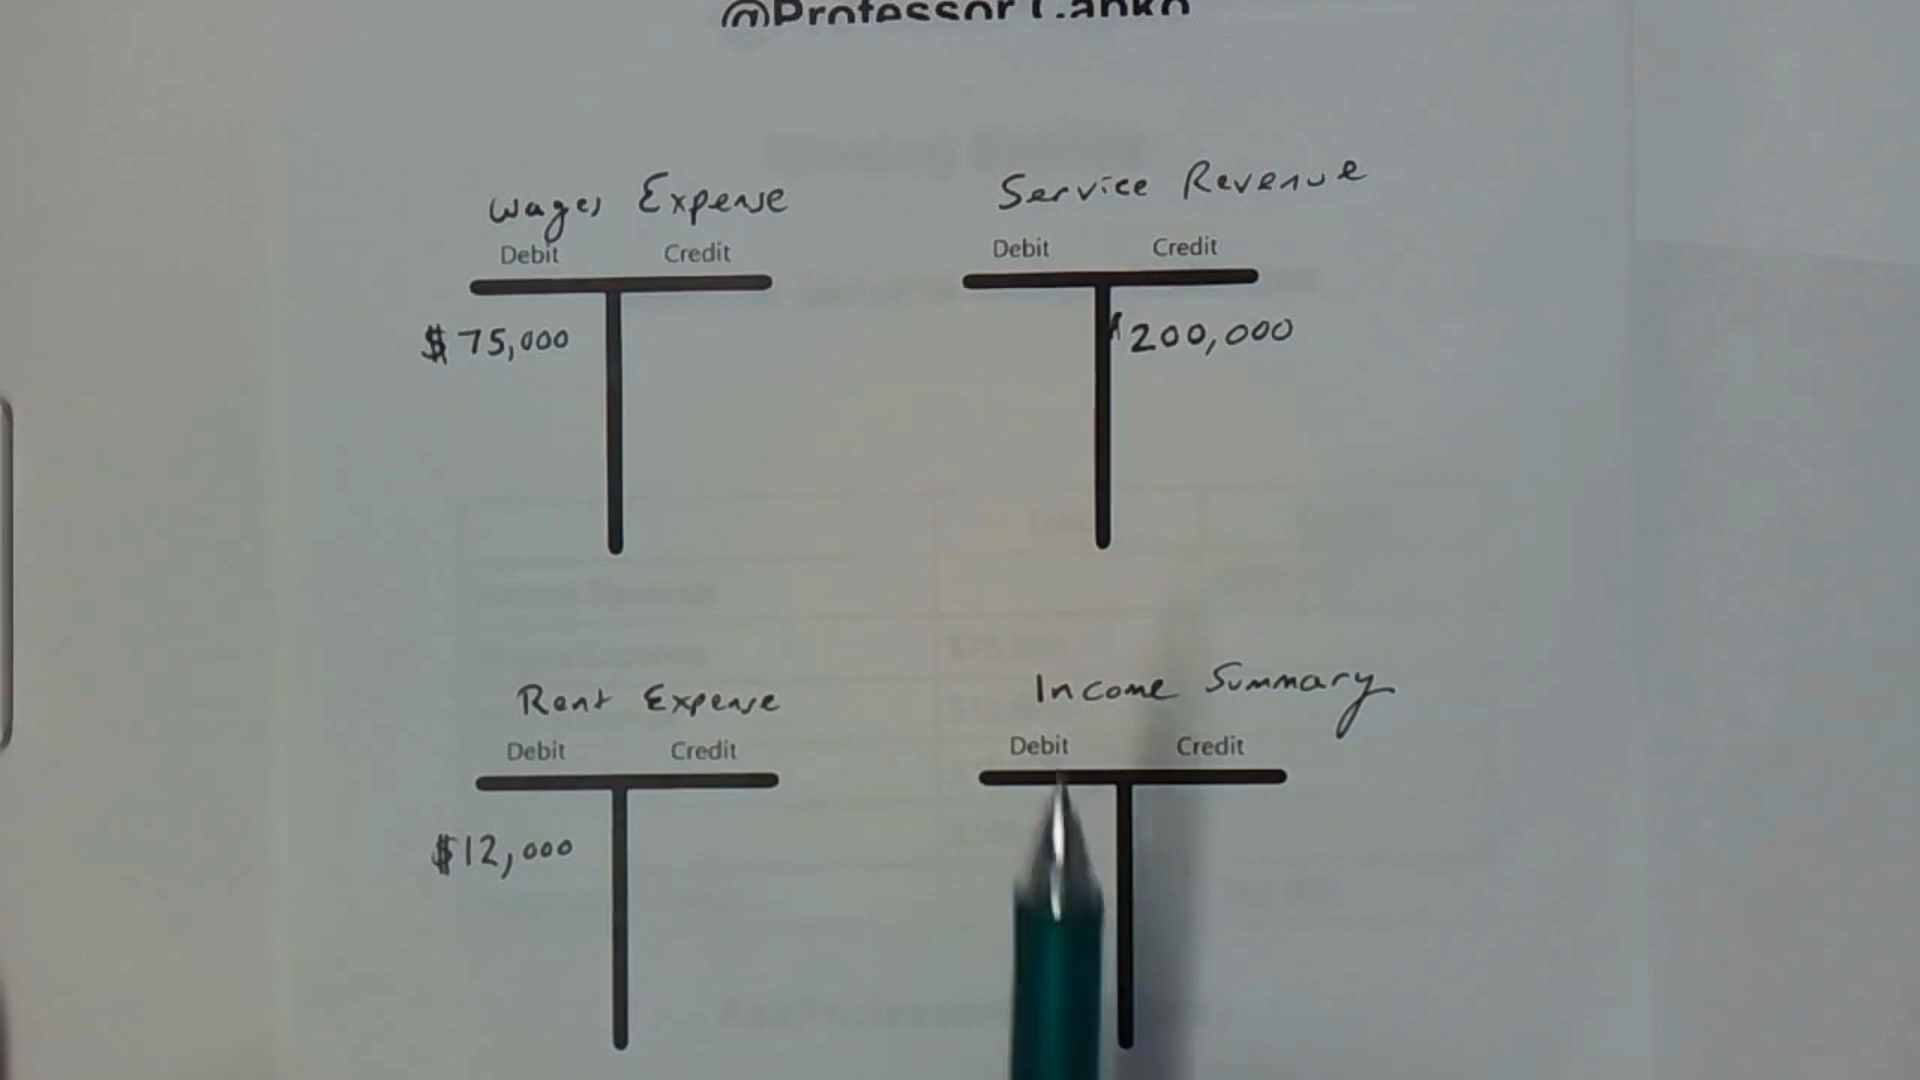 @Professor Canko
Wages Expense
Debit Credit
$75,000
Service Revenue
Debit Credit
$200,000
Rent Expense
Debit Credit
$12,000
Income Summary
Debit Credit